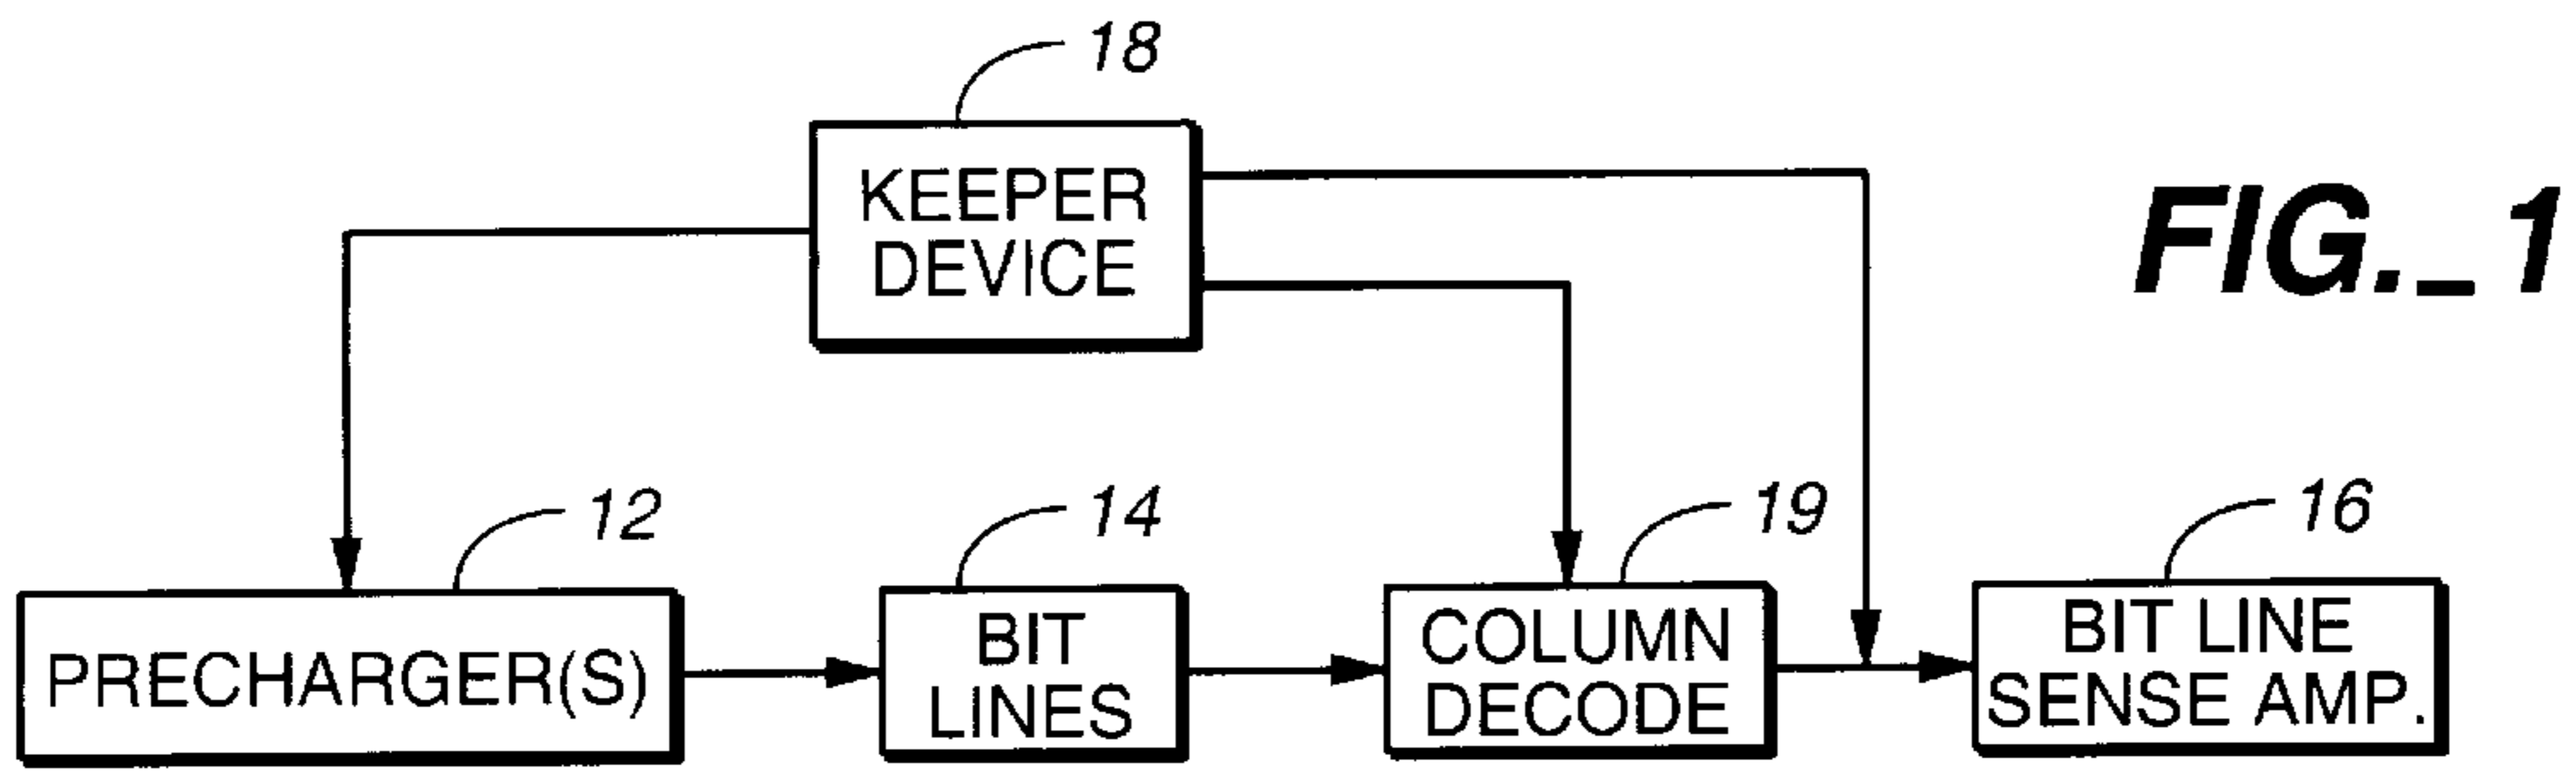 18
KEEPER
DEVICE
FIG._1
12
14
19
16
PRECHARGER(S)
BIT
LINES
COLUMN
DECODE
BIT LINE
SENSE AMP.